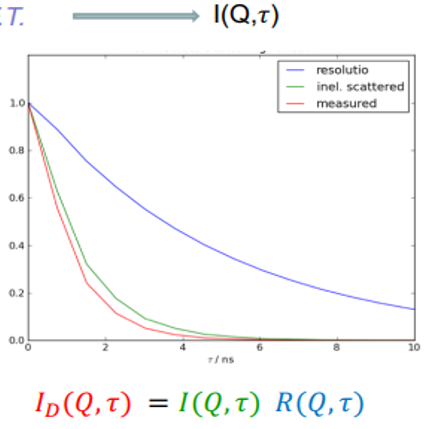 .T. I(Q,τ)
resolutio
inel. scattered
measured
1.0
0.8
0.6
0.4
0.2
0.0
0 2 4 6 8 10
τ / ns
I_D(Q,τ) = I(Q,τ) R(Q,τ)